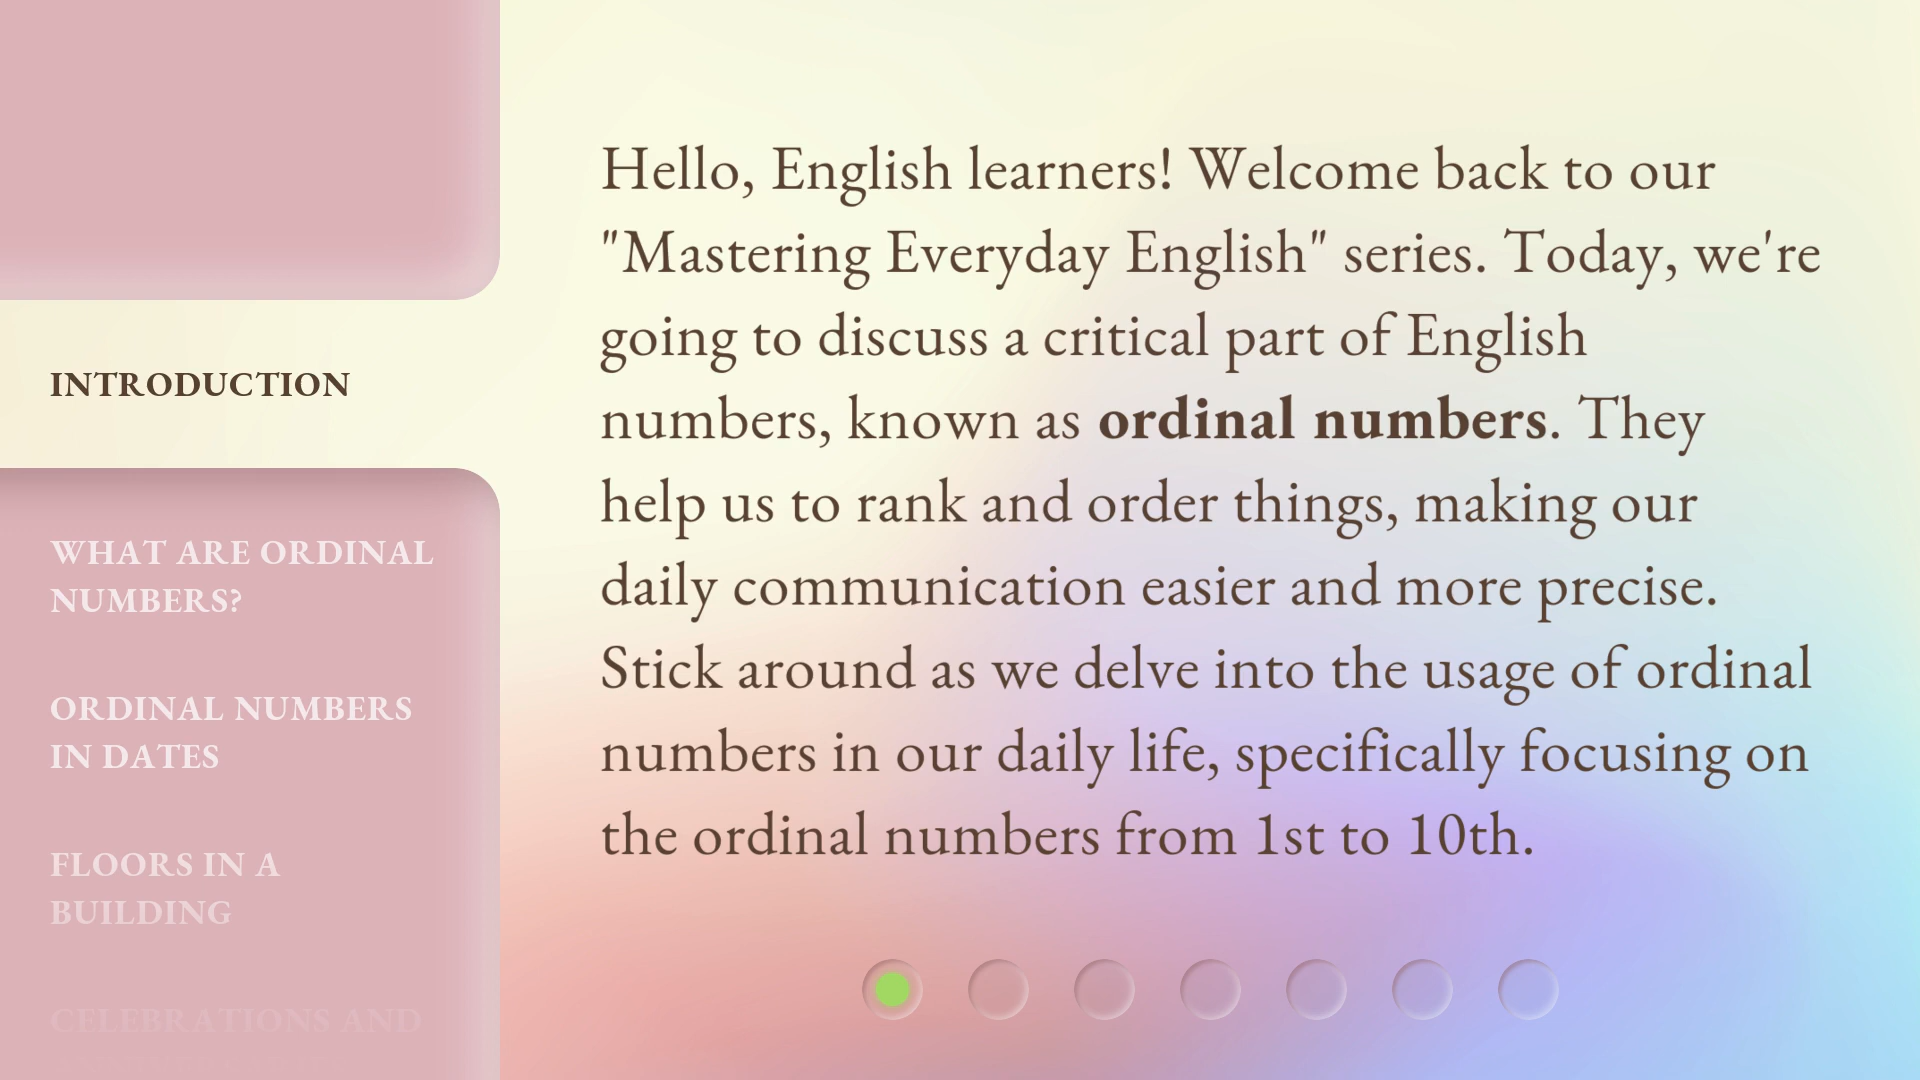 INTRODUCTION
WHAT ARE ORDINAL
NUMBERS?
ORDINAL NUMBERS
IN DATES
FLOORS IN A
BUILDING
CELEBRATIONS AND
Hello, English learners! Welcome back to our
"Mastering Everyday English" series. Today, we're
going to discuss a critical part of English
numbers, known as ordinal numbers. They
help us to rank and order things, making our
daily communication easier and more precise.
Stick around as we delve into the usage of ordinal
numbers in our daily life, specifically focusing on
the ordinal numbers from 1st to 10th.